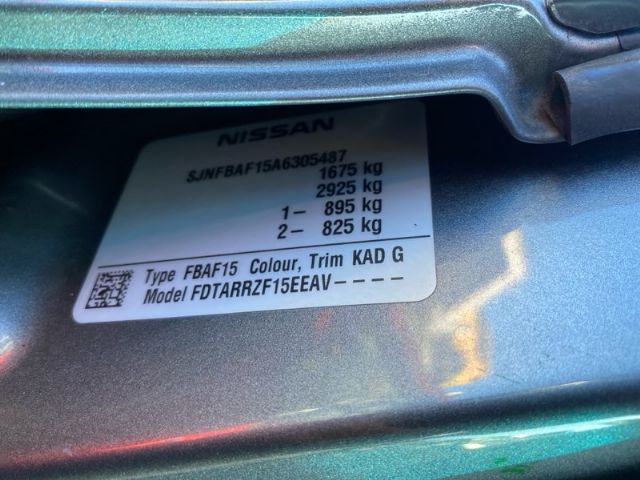 NISSAN
SJNFBAF15A6305487
1675 kg
2925 kg
1– 895 kg
2– 825 kg
Type FBAF15 Colour, Trim KAD G
Model FDTARRZF15EEAV––––